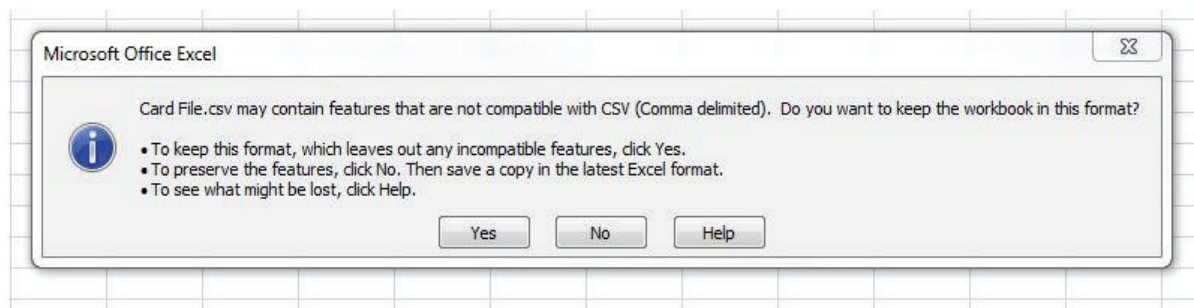 Microsoft Office Excel
Card File.csv may contain features that are not compatible with CSV (Comma delimited).  Do you want to keep the workbook in this format?
• To keep this format, which leaves out any incompatible features, click Yes.
• To preserve the features, click No. Then save a copy in the latest Excel format.
• To see what might be lost, click Help.
Yes No Help